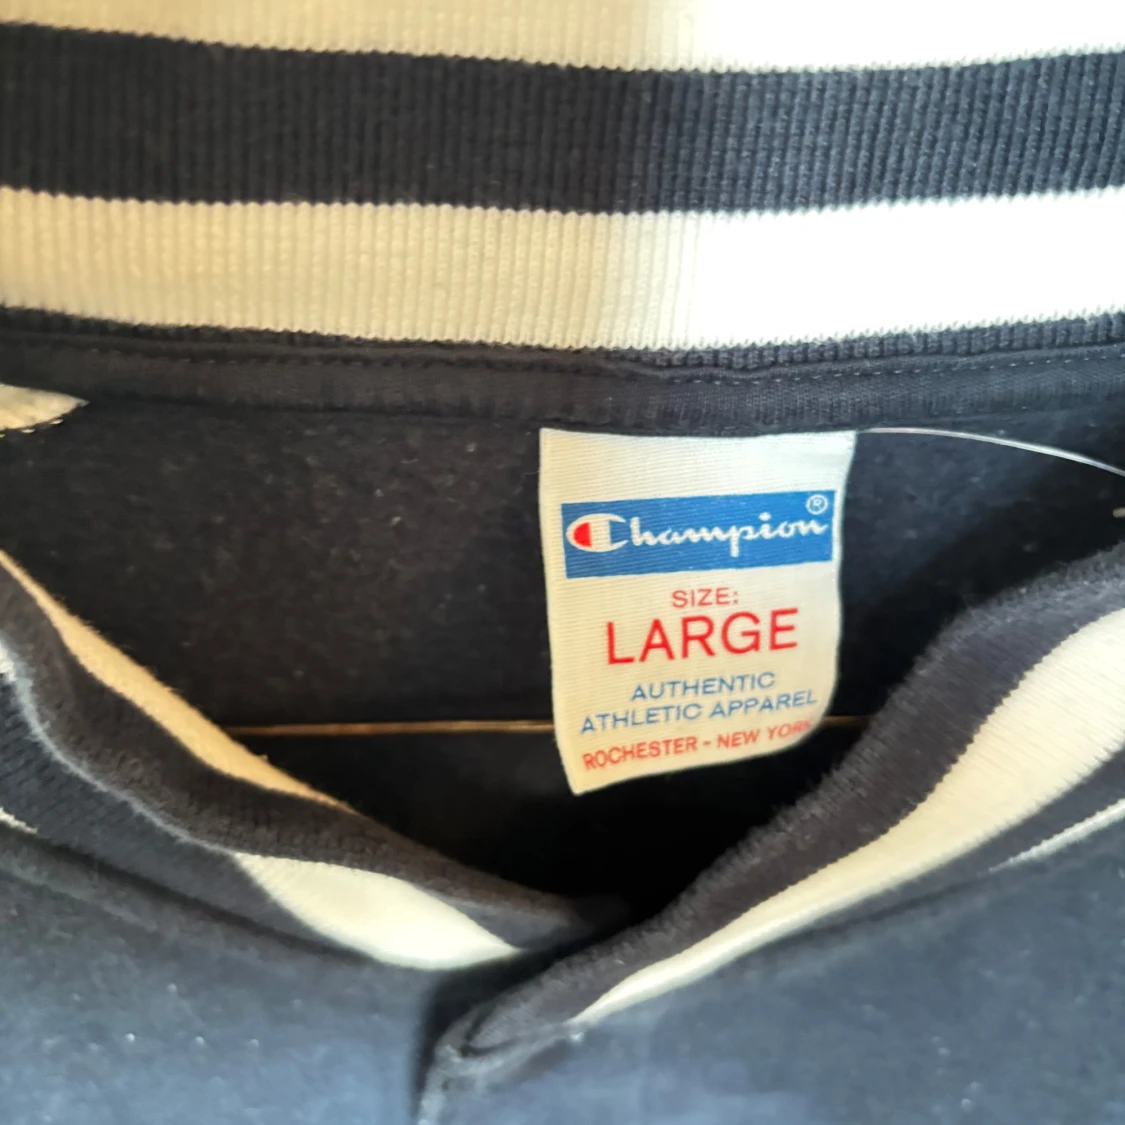 Champion®
SIZE:
LARGE
AUTHENTIC
ATHLETIC APPAREL
ROCHESTER - NEW YORK